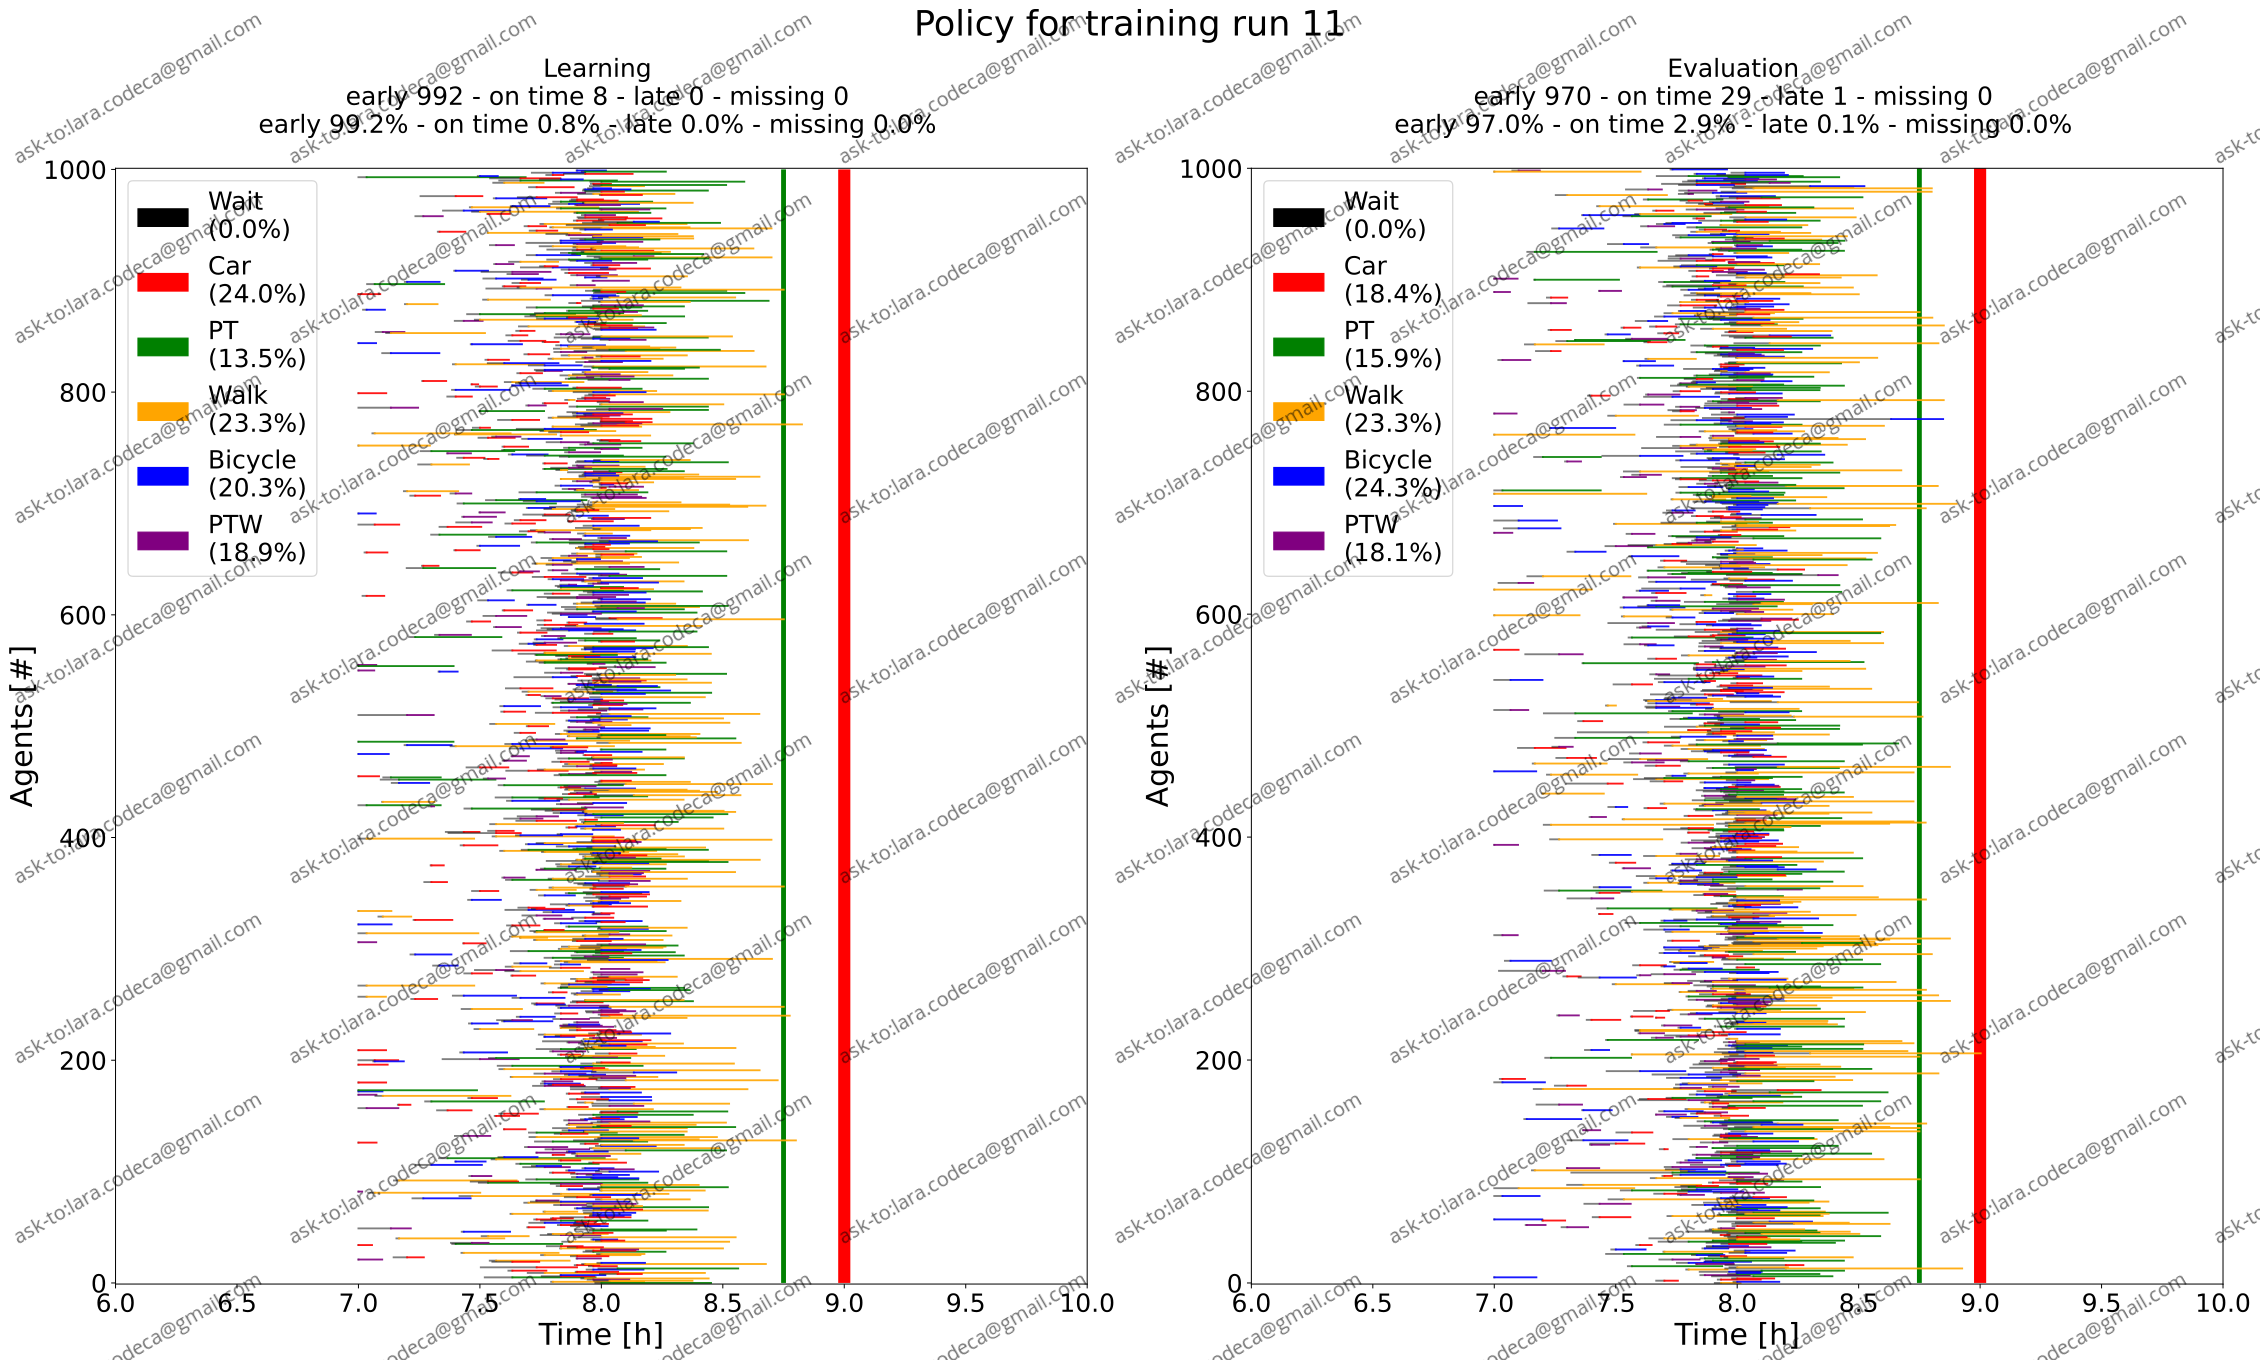 Policy for training run 11
Learning
early 992 - on time 8 - late 0 - missing 0
early 99.2% - on time 0.8% - late 0.0% - missing 0.0%
Agents [#]
1000
800
600
400
200
0
Wait
(0.0%)
Car
(24.0%)
PT
(13.5%)
Walk
(23.3%)
Bicycle
(20.3%)
PTW
(18.9%)
6.0 6.5 7.0 7.5 8.0 8.5 9.0 9.5 10.0
Time [h]
Evaluation
early 970 - on time 29 - late 1 - missing 0
early 97.0% - on time 2.9% - late 0.1% - missing 0.0%
Agents [#]
1000
800
600
400
200
0
Wait
(0.0%)
Car
(18.4%)
PT
(15.9%)
Walk
(23.3%)
Bicycle
(24.3%)
PTW
(18.1%)
6.0 6.5 7.0 7.5 8.0 8.5 9.0 9.5 10.0
Time [h]
ask-to:lara.codeca@gmail.com